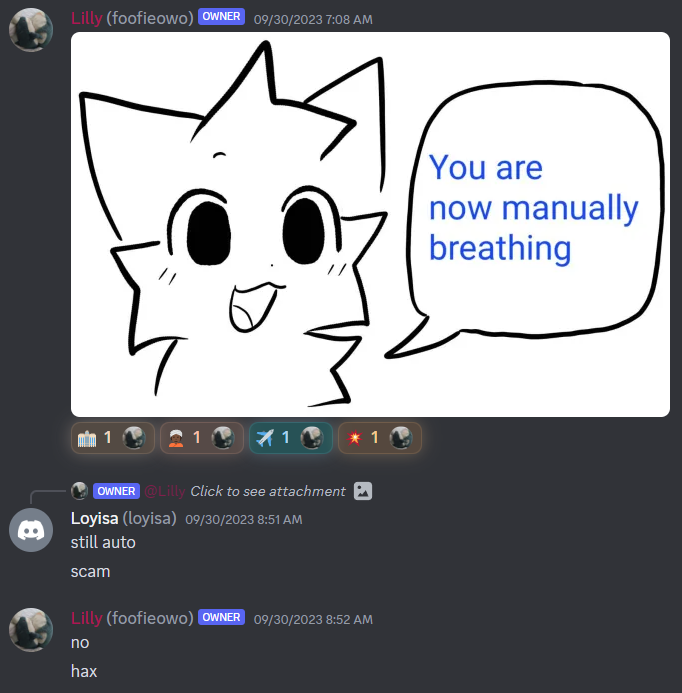 Lilly (foofieowo) OWNER 09/30/2023 7:08 AM
You are
now manually
breathing
1 1 1 1
OWNER @Lilly Click to see attachment
Loyisa (loyisa) 09/30/2023 8:51 AM
still auto
scam
Lilly (foofieowo) OWNER 09/30/2023 8:52 AM
no
hax